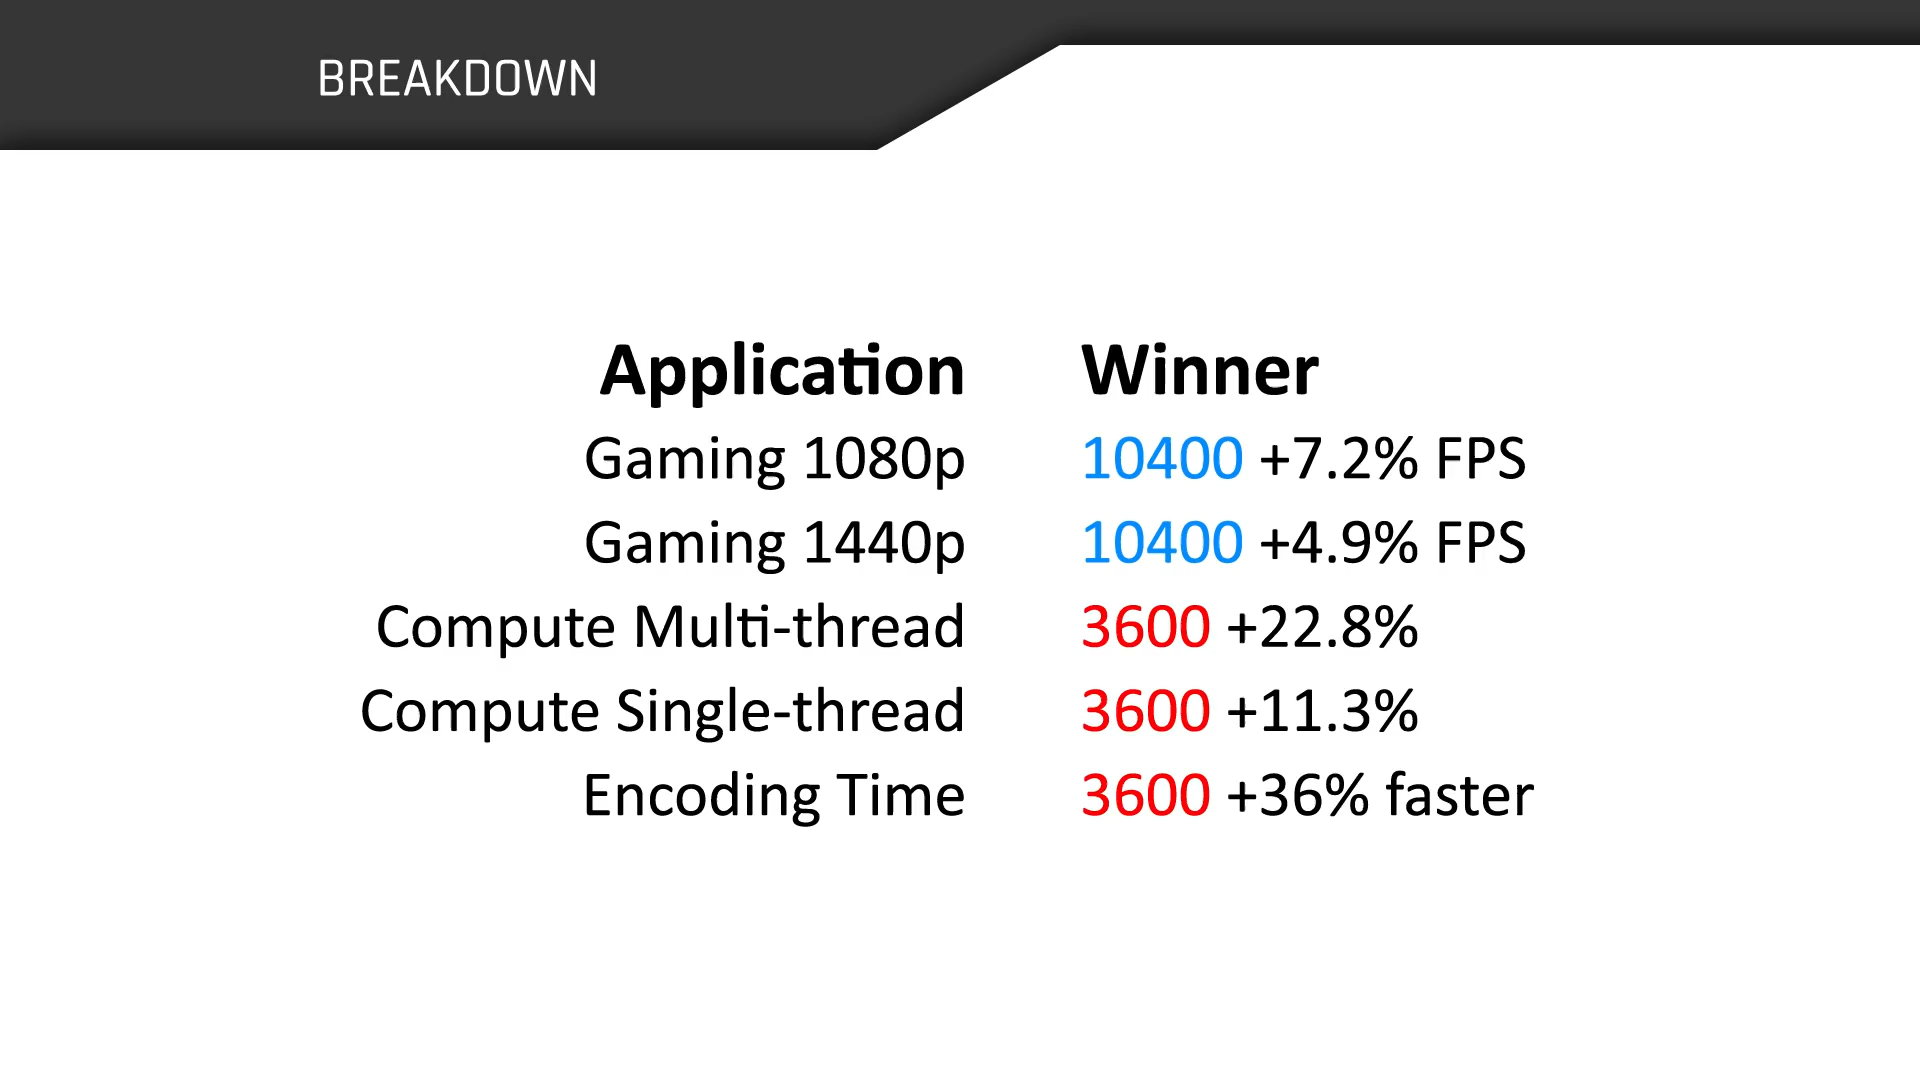 BREAKDOWN
Application Winner
Gaming 1080p 10400 +7.2% FPS
Gaming 1440p 10400 +4.9% FPS
Compute Multi-thread 3600 +22.8%
Compute Single-thread 3600 +11.3%
Encoding Time 3600 +36% faster